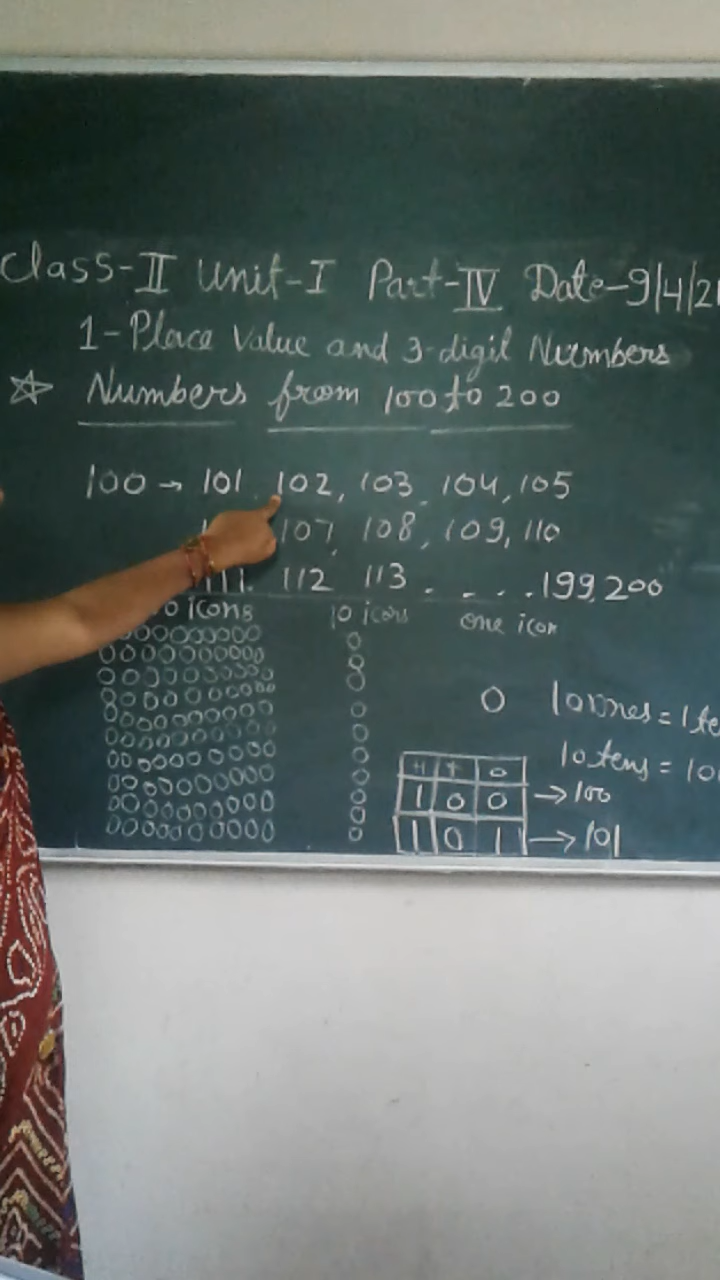 Class-II Unit-I Part-IV Date-9/4/21
1-Place Value and 3-digit Numbers
☆ Numbers from 100 to 200
100 → 101, 102, 103, 104, 105
107, 108, 109, 110
111. 112 113 . . . . 199, 200
0 icons 10 icons one icon
10 ones = 1 te
10 tens = 10
H T O
1 0 0 → 100
1 0 1 → 101